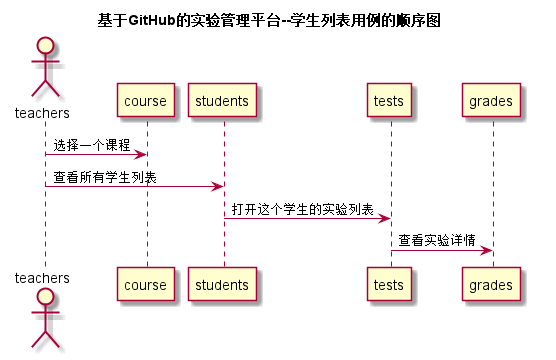 基于GitHub的实验管理平台--学生列表用例的顺序图
teachers
course
students
tests
grades
选择一个课程
查看所有学生列表
打开这个学生的实验列表
查看实验详情
teachers
course
students
tests
grades